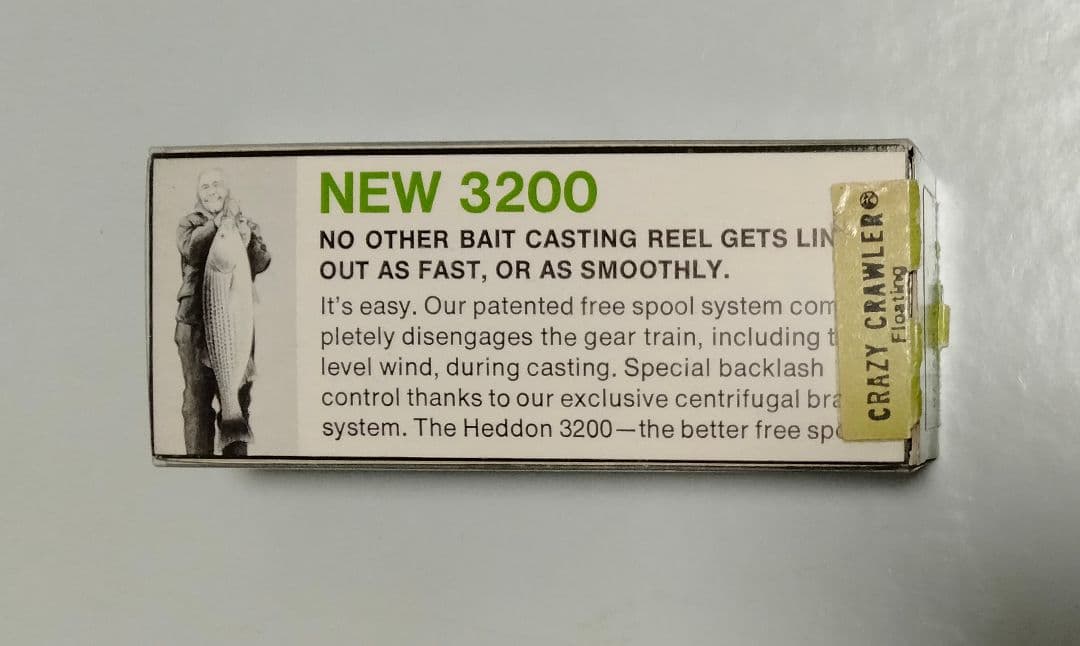 NEW 3200
NO OTHER BAIT CASTING REEL GETS LIN
OUT AS FAST, OR AS SMOOTHLY.
It's easy. Our patented free spool system com
pletely disengages the gear train, including t
level wind, during casting. Special backlash
control thanks to our exclusive centrifugal bra
system. The Heddon 3200—the better free spo
CRAZY CRAWLER®
Floating